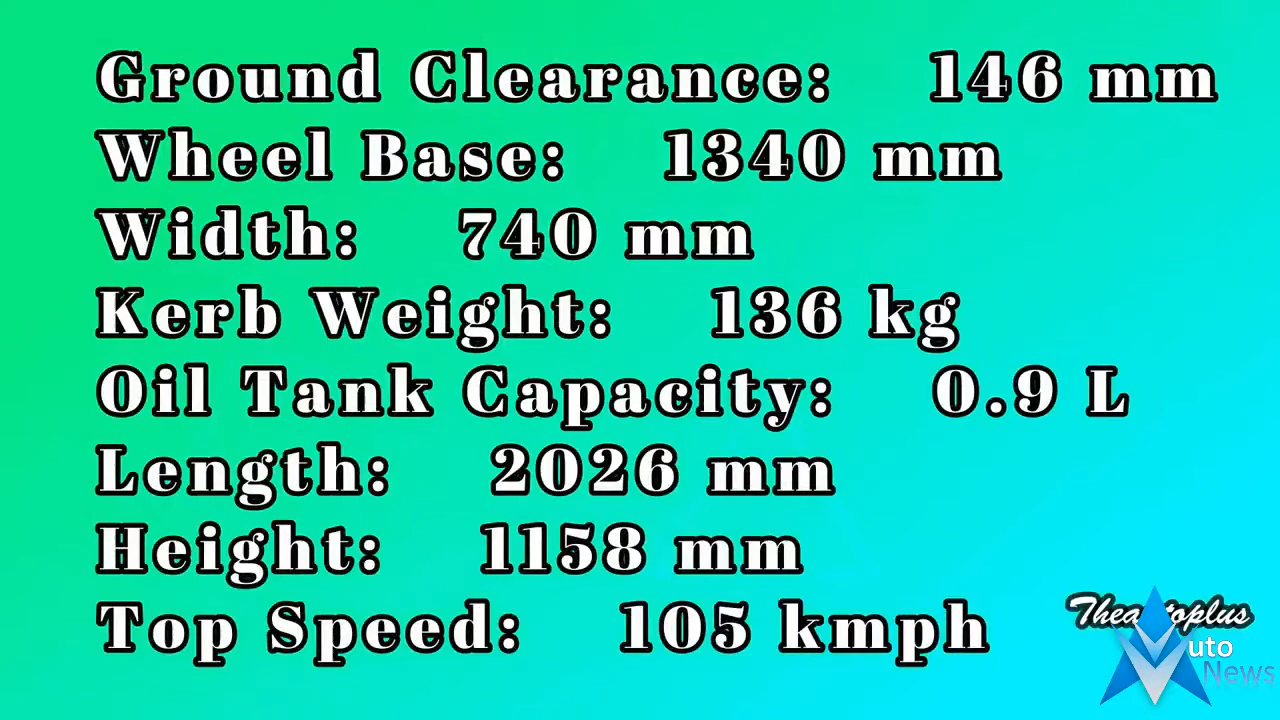 Ground Clearance: 146 mm
Wheel Base: 1340 mm
Width: 740 mm
Kerb Weight: 136 kg
Oil Tank Capacity: 0.9 L
Length: 2026 mm
Height: 1158 mm
Top Speed: 105 kmph
uto
News